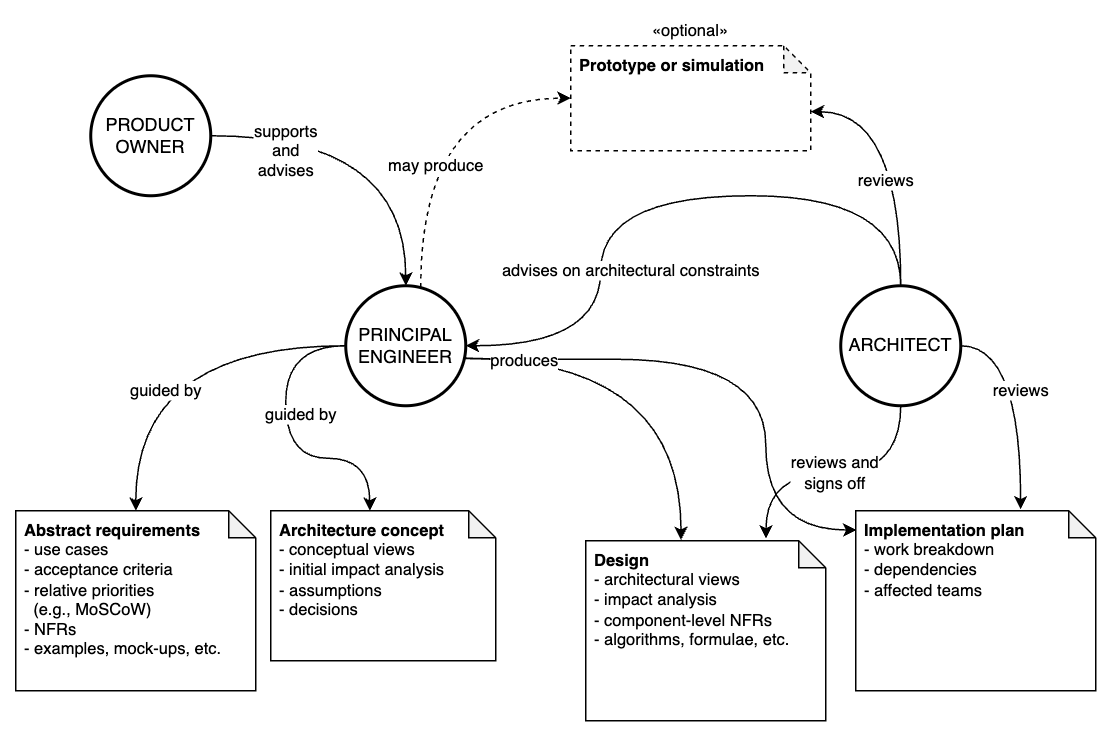 «optional»
Prototype or simulation
PRODUCT
OWNER
supports
and
advises
may produce
reviews
advises on architectural constraints
PRINCIPAL
ENGINEER
ARCHITECT
produces
guided by
guided by
reviews
reviews and
signs off
Abstract requirements
- use cases
- acceptance criteria
- relative priorities
(e.g., MoSCoW)
- NFRs
- examples, mock-ups, etc.
Architecture concept
- conceptual views
- initial impact analysis
- assumptions
- decisions
Design
- architectural views
- impact analysis
- component-level NFRs
- algorithms, formulae, etc.
Implementation plan
- work breakdown
- dependencies
- affected teams